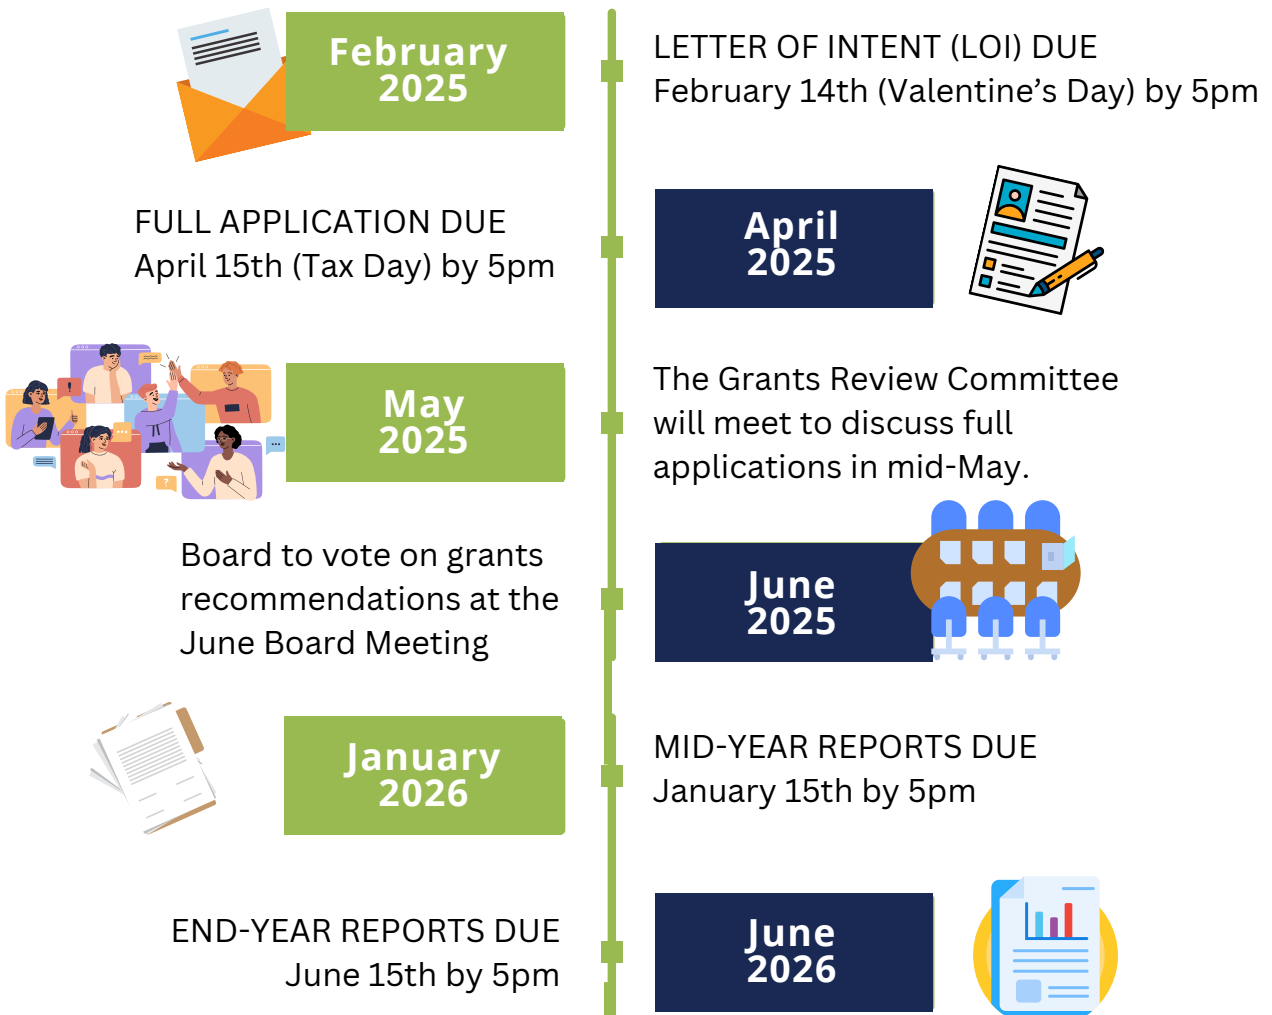 February
2025
LETTER OF INTENT (LOI) DUE
February 14th (Valentine’s Day) by 5pm
FULL APPLICATION DUE
April 15th (Tax Day) by 5pm
April
2025
May
2025
The Grants Review Committee
will meet to discuss full
applications in mid-May.
Board to vote on grants
recommendations at the
June Board Meeting
June
2025
January
2026
MID-YEAR REPORTS DUE
January 15th by 5pm
END-YEAR REPORTS DUE
June 15th by 5pm
June
2026